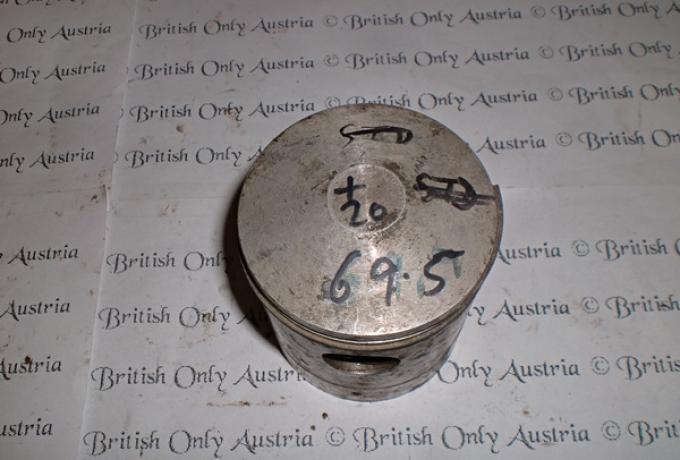 Only Austria British Only Austria © British Only Austria ©
Only Austria British Only Austria © British Only Austria © British Only
Only Austria British Only Austria © British Only Austria © British Only
Austria British Only Austria © British Only
British Only Austria ©
STD
STD
+
20
69.5
Austria British Only Austria © British
Austria British Only Austria © British
Austria British Only Austria Only Austria © British
British Only Austria © British Only Austria ©